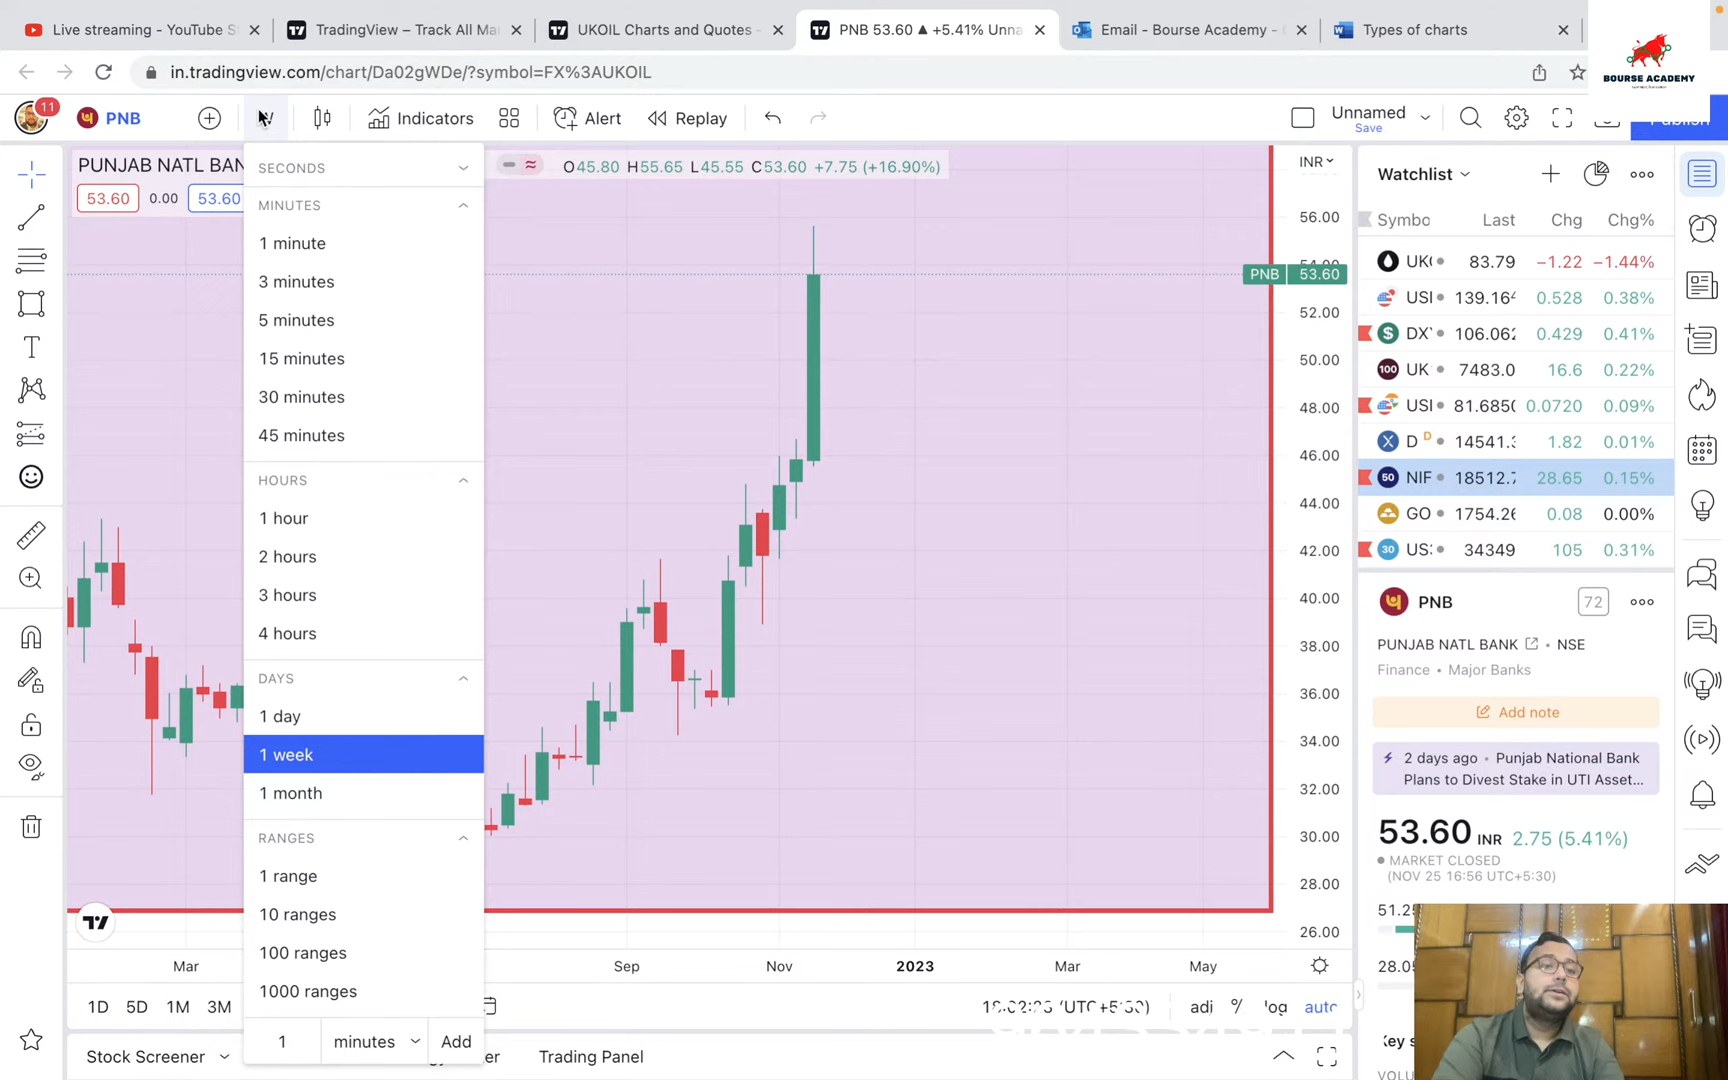 Live streaming - YouTube S
TradingView – Track All Ma
UKOIL Charts and Quotes -
PNB 53.60 ▲ +5.41% Unna
Email - Bourse Academy -
Types of charts
BOURSE ACADEMY
in.tradingview.com/chart/Da02gWDe/?symbol=FX%3AUKOIL
11
PNB
Indicators
Alert
Replay
Unnamed
Save
PUNJAB NATL BAN
O45.80 H55.65 L45.55 C53.60 +7.75 (+16.90%)
53.60
0.00
53.60
SECONDS
MINUTES
1 minute
3 minutes
5 minutes
15 minutes
30 minutes
45 minutes
HOURS
1 hour
2 hours
3 hours
4 hours
DAYS
1 day
1 week
1 month
RANGES
1 range
10 ranges
100 ranges
1000 ranges
1 minutes Add
INR
56.00
PNB 53.60
52.00
50.00
48.00
46.00
44.00
42.00
40.00
38.00
36.00
34.00
32.00
30.00
28.00
26.00
Mar
Sep
Nov
2023
Mar
May
1D 5D 1M 3M
(UTC+5:30)
adj % log auto
Stock Screener
Trading Panel
Watchlist
Symbo Last Chg Chg%
83.79 −1.22 −1.44%
USI 0.528 0.38%
0.429 0.41%
UK 7483.0 16.6 0.22%
USI 0.0720 0.09%
D D 1.82 0.01%
50 NIF 28.65 0.15%
GO 0.08 0.00%
30 34349 105 0.31%
PNB
72
PUNJAB NATL BANK • NSE
Finance • Major Banks
Add note
2 days ago • Punjab National Bank
Plans to Divest Stake in UTI Asset...
53.60 INR 2.75 (5.41%)
MARKET CLOSED
(NOV 25 16:56 UTC+5:30)